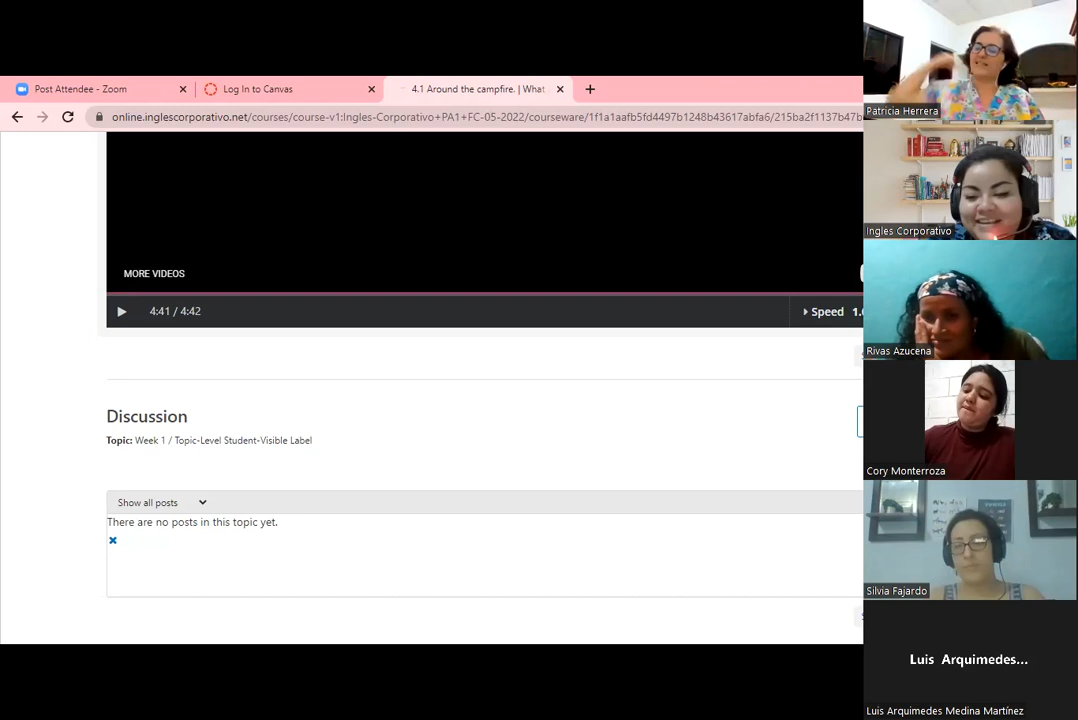 Post Attendee - Zoom
Log In to Canvas
4.1 Around the campfire. | What
online.inglescorporativo.net/courses/course-v1:Ingles-Corporativo+PA1+FC-05-2022/courseware/1f1a1aafb5fd4497b1248b43617abfa6/215ba2f1137b47b
MORE VIDEOS
4:41 / 4:42
Speed 1.
Discussion
Topic: Week 1 / Topic-Level Student-Visible Label
Show all posts
There are no posts in this topic yet.
Patricia Herrera
Ingles Corporativo
Rivas Azucena
Cory Monterroza
Silvia Fajardo
Luis Arquimedes...
Luis Arquimedes Medina Martínez